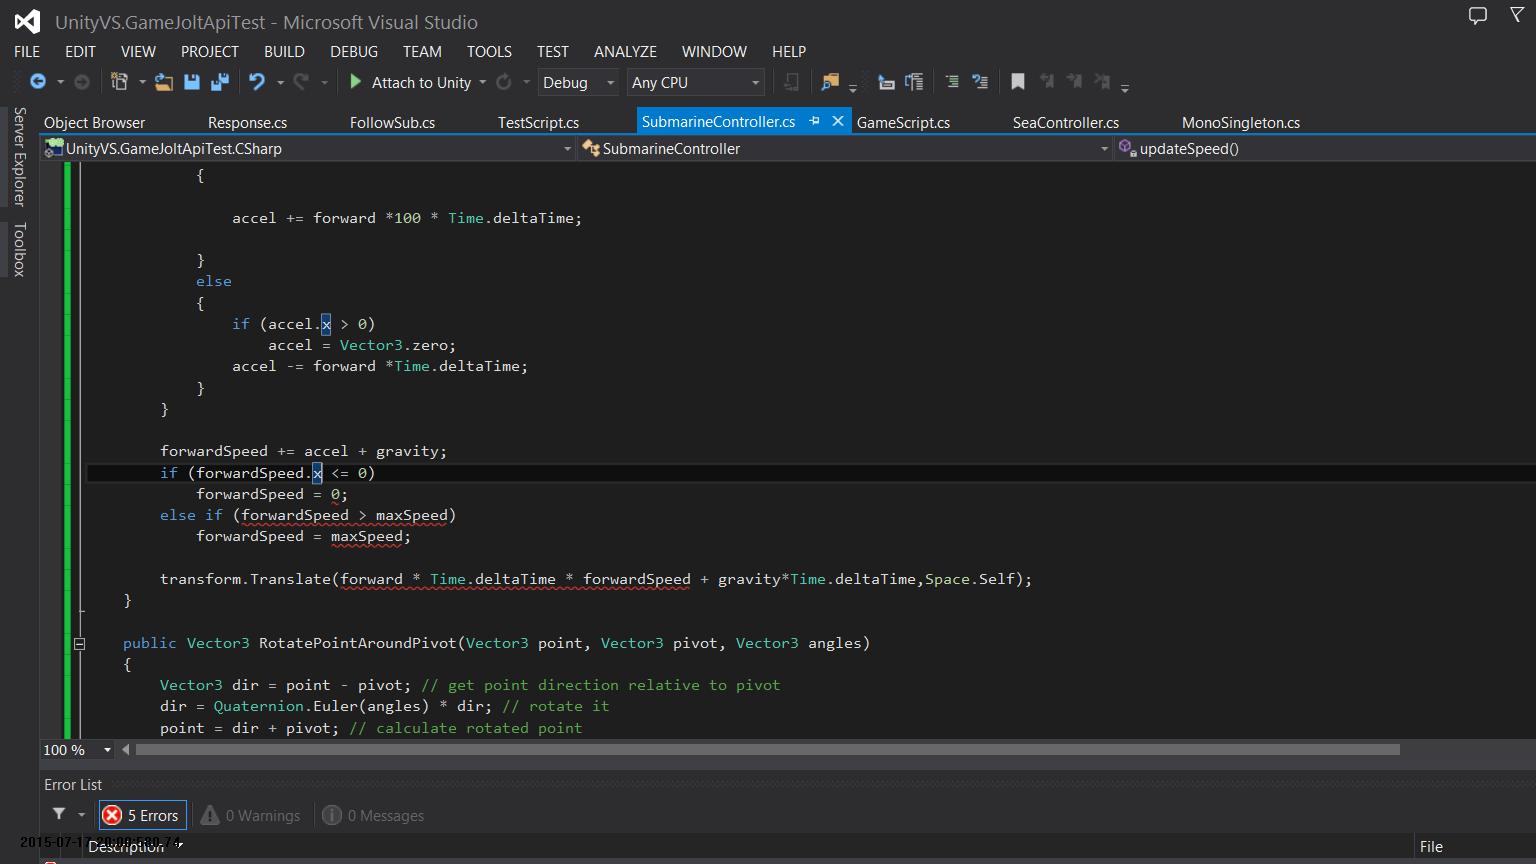 UnityVS.GameJoltApiTest - Microsoft Visual Studio
FILE EDIT VIEW PROJECT BUILD DEBUG TEAM TOOLS TEST ANALYZE WINDOW HELP
Attach to Unity Debug Any CPU
Server Explorer
Toolbox
Object Browser Response.cs FollowSub.cs TestScript.cs SubmarineController.cs GameScript.cs SeaController.cs MonoSingleton.cs
UnityVS.GameJoltApiTest.CSharp SubmarineController updateSpeed()
{
accel += forward *100 * Time.deltaTime;
}
else
{
if (accel.x > 0)
accel = Vector3.zero;
accel -= forward *Time.deltaTime;
}
}
forwardSpeed += accel + gravity;
if (forwardSpeed.x <= 0)
forwardSpeed = 0;
else if (forwardSpeed > maxSpeed)
forwardSpeed = maxSpeed;
transform.Translate(forward * Time.deltaTime * forwardSpeed + gravity*Time.deltaTime,Space.Self);
}
public Vector3 RotatePointAroundPivot(Vector3 point, Vector3 pivot, Vector3 angles)
{
Vector3 dir = point - pivot; // get point direction relative to pivot
dir = Quaternion.Euler(angles) * dir; // rotate it
point = dir + pivot; // calculate rotated point
100 %
Error List
5 Errors 0 Warnings 0 Messages
Description File